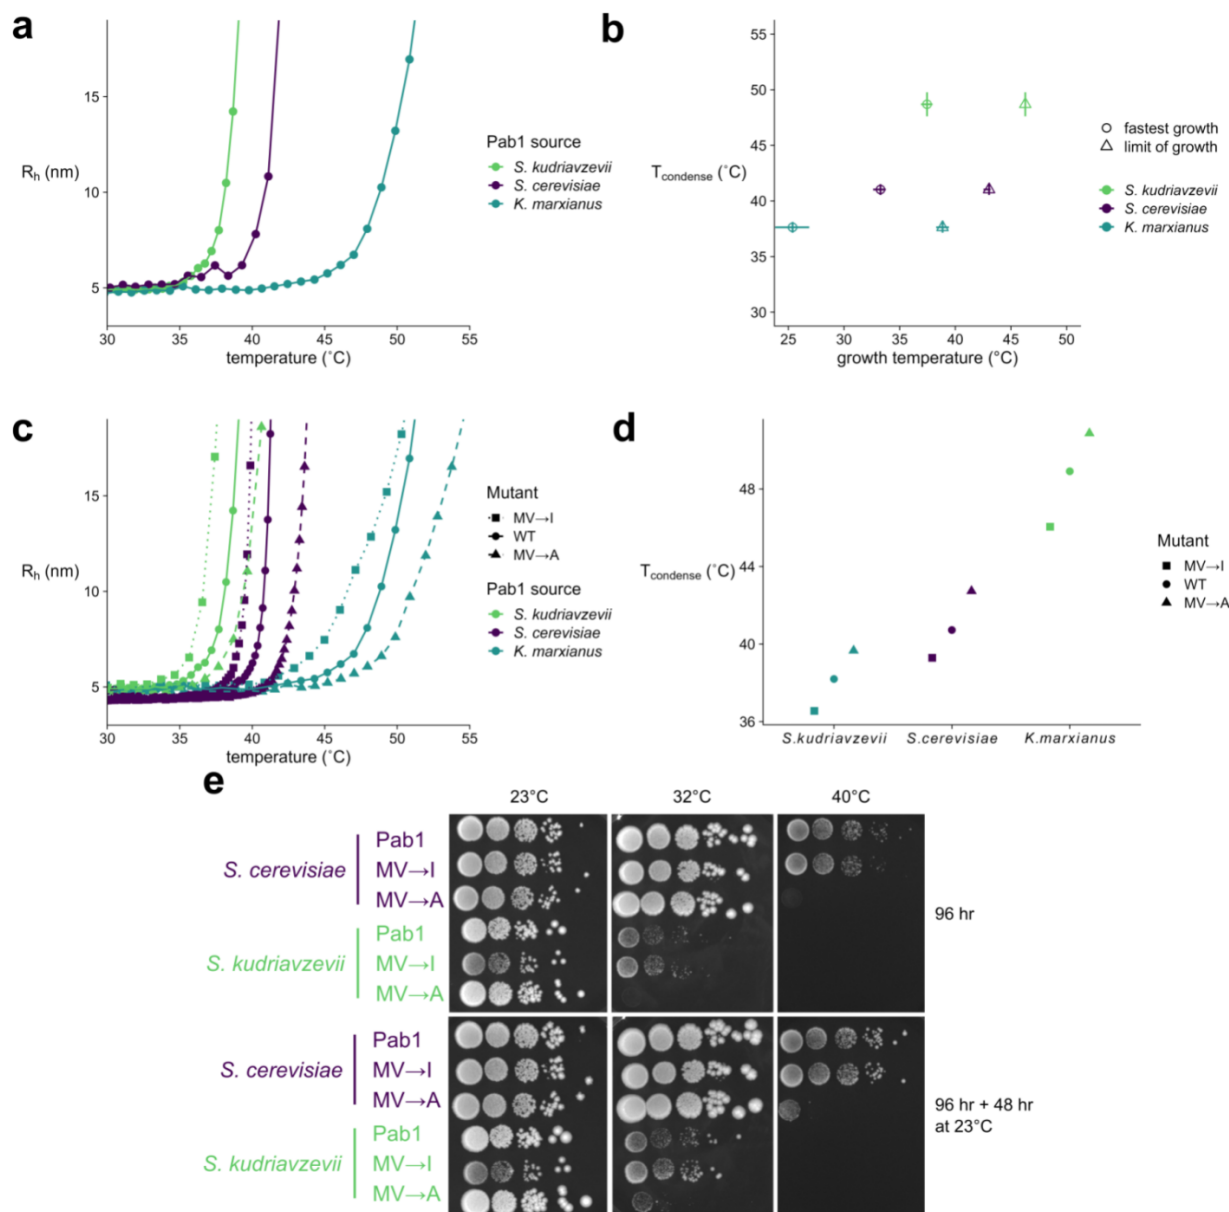 a
R_h (nm)
15
10
5
30 35 40 45 50 55
temperature (˚C)
Pab1 source
S. kudriavzevii
S. cerevisiae
K. marxianus
b
T_condense (˚C)
55
50
45
40
35
30
25 30 35 40 45 50
growth temperature (°C)
fastest growth
limit of growth
S. kudriavzevii
S. cerevisiae
K. marxianus
c
R_h (nm)
15
10
5
30 35 40 45 50 55
temperature (˚C)
Mutant
MV→I
WT
MV→A
Pab1 source
S. kudriavzevii
S. cerevisiae
K. marxianus
d
T_condense (˚C)
48
44
40
36
S.kudriavzevii S.cerevisiae K.marxianus
Mutant
MV→I
WT
MV→A
e
23°C 32°C 40°C
S. cerevisiae
Pab1
MV→I
MV→A
S. kudriavzevii
Pab1
MV→I
MV→A
96 hr
S. cerevisiae
Pab1
MV→I
MV→A
S. kudriavzevii
Pab1
MV→I
MV→A
96 hr + 48 hr
at 23°C